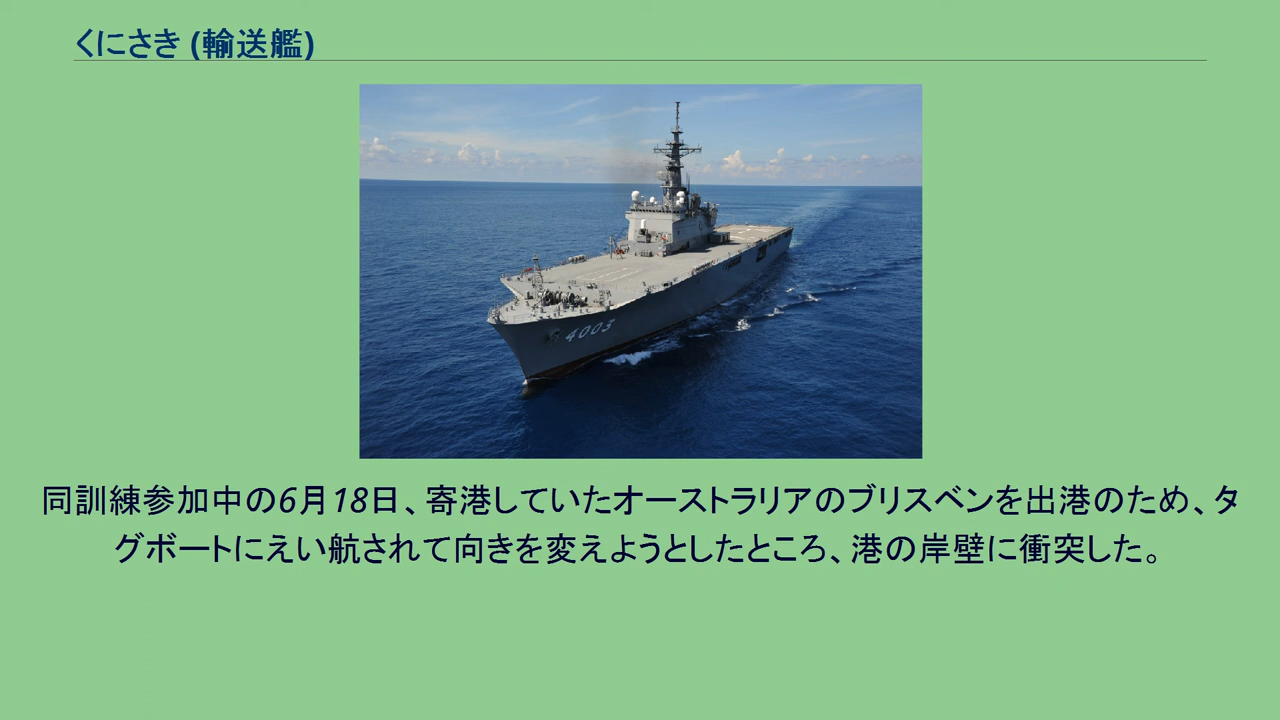 くにさき (輸送艦)
4003
同訓練参加中の6月18日、寄港していたオーストラリアのブリスベンを出港のため、タ
グボートにえい航されて向きを変えようとしたところ、港の岸壁に衝突した。